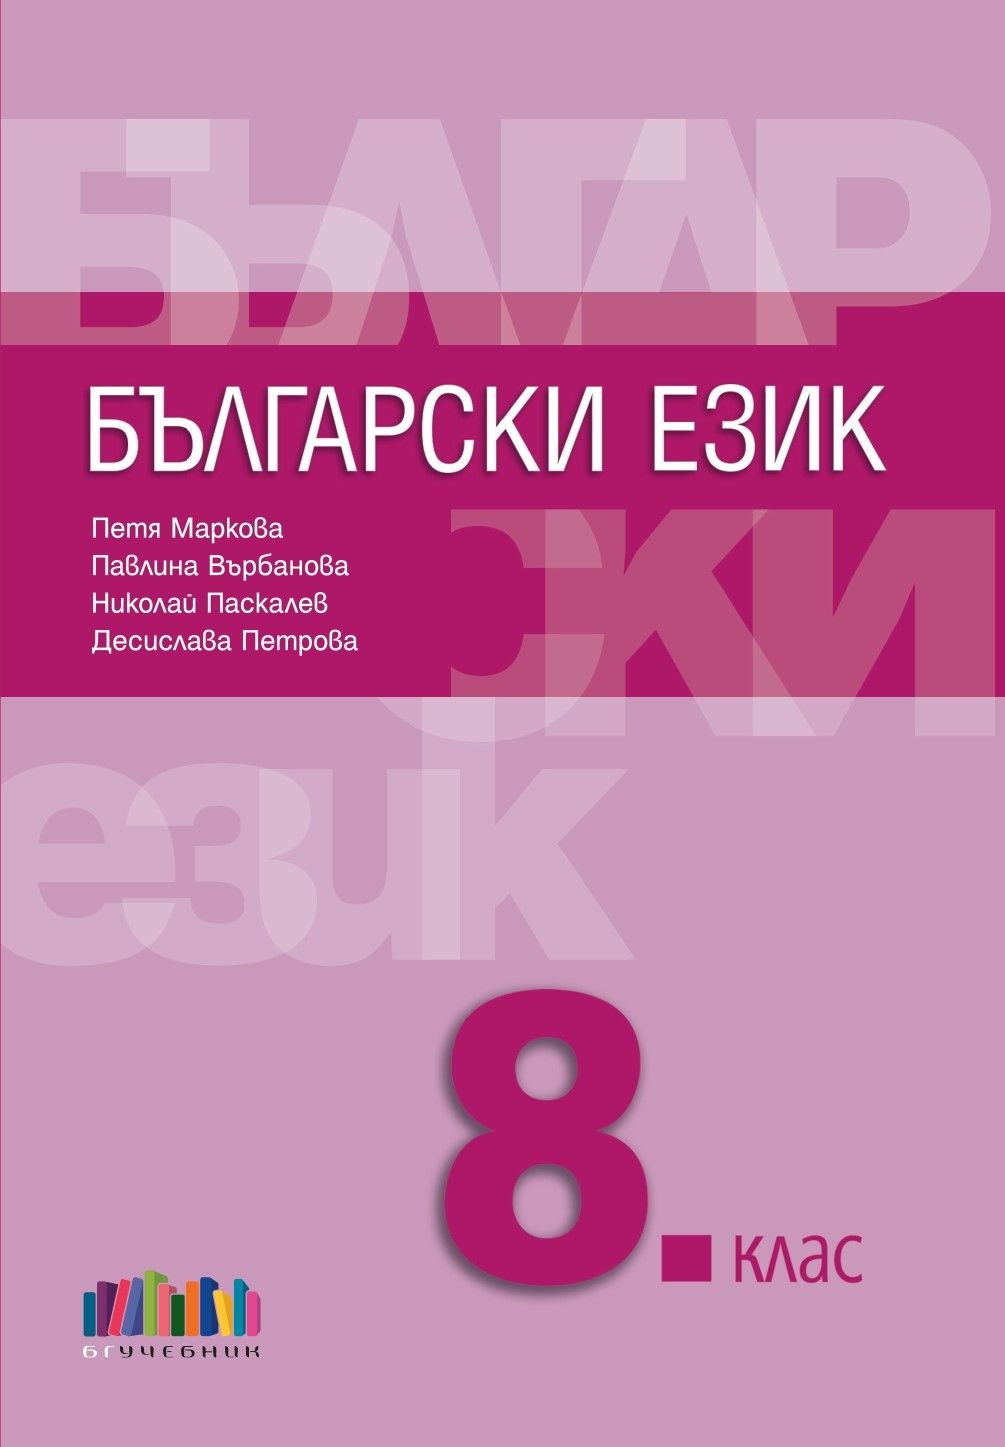 БЪЛГАР
БЪЛГАРСКИ ЕЗИК
Петя Маркова
Павлина Върбанова
Николай Паскалев
Десислава Петрова
ски
език
8. клас
БГУЧЕБНИК